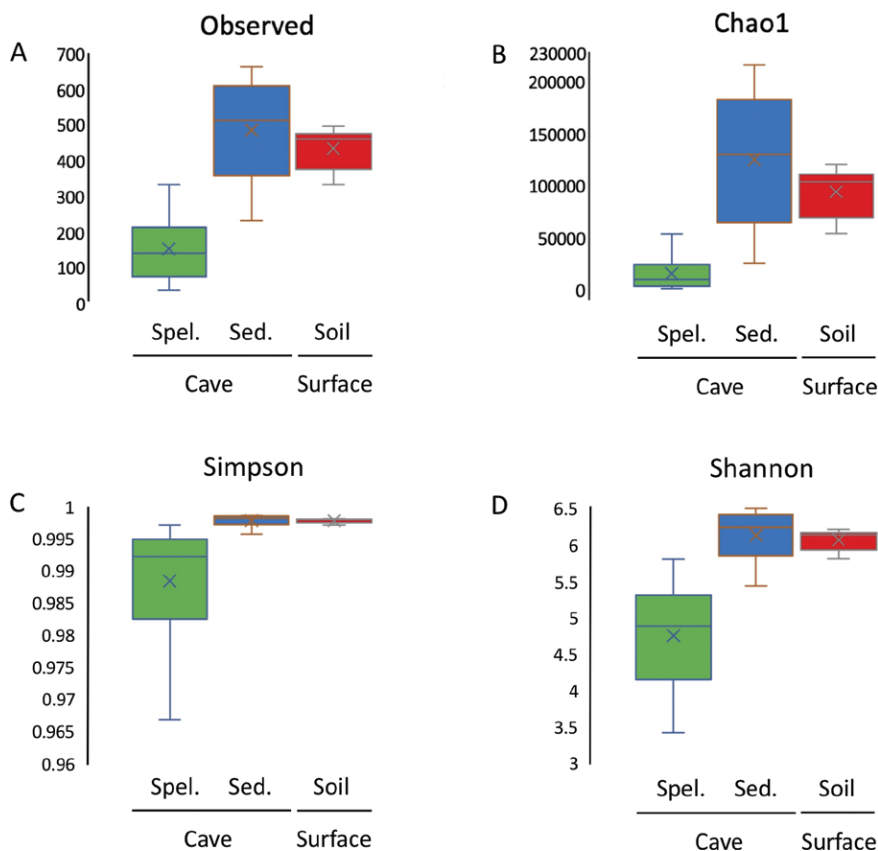 A
Observed
700
600
500
400
300
200
100
0
Spel.
Sed.
Soil
Cave
Surface
B
Chao1
230000
200000
150000
100000
50000
0
Spel.
Sed.
Soil
Cave
Surface
C
Simpson
1
0.995
0.99
0.985
0.98
0.975
0.97
0.965
0.96
Spel.
Sed.
Soil
Cave
Surface
D
Shannon
6.5
6
5.5
5
4.5
4
3.5
3
Spel.
Sed.
Soil
Cave
Surface